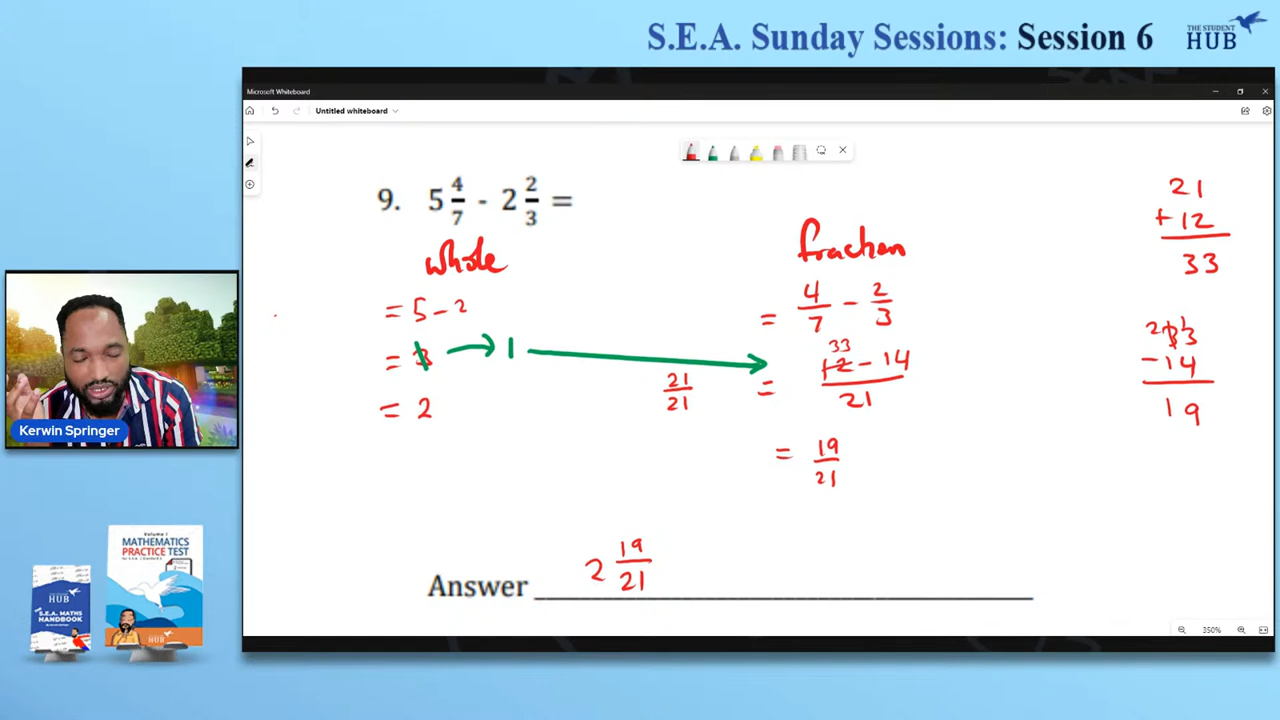 S.E.A. Sunday Sessions: Session 6
THE STUDENT
HUB
Microsoft Whiteboard
Untitled whiteboard
9. 5 4/7 - 2 2/3 =
whole
= 5 - 2
= 3 → 1
= 2
fraction
= 4/7 - 2/3
21/21
33
= 12 - 14 / 21
= 19/21
21
+ 12
33
2 1 3
- 14
19
Answer 2 19/21
Kerwin Springer
HUB
S.E.A. MATHS
HANDBOOK
Volume I
MATHEMATICS
PRACTICE TEST
HUB
350%